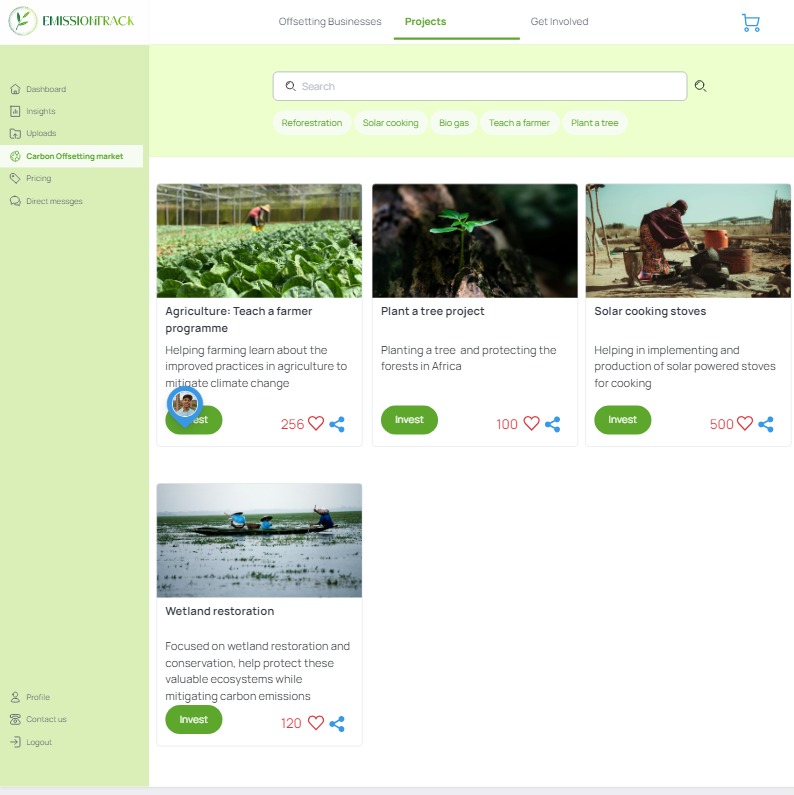 EMISSIONTRACK
Offsetting Businesses
Projects
Get Involved
Dashboard
Insights
Uploads
Carbon Offsetting market
Pricing
Direct messges
Search
Reforestration
Solar cooking
Bio gas
Teach a farmer
Plant a tree
Agriculture: Teach a farmer
programme
Helping farming learn about the
improved practices in agriculture to
mitigate climate change
256
Plant a tree project
Planting a tree and protecting the
forests in Africa
Invest
100
Solar cooking stoves
Helping in implementing and
production of solar powered stoves
for cooking
Invest
500
Wetland restoration
Focused on wetland restoration and
conservation, help protect these
valuable ecosystems while
mitigating carbon emissions
Invest
120
Profile
Contact us
Logout